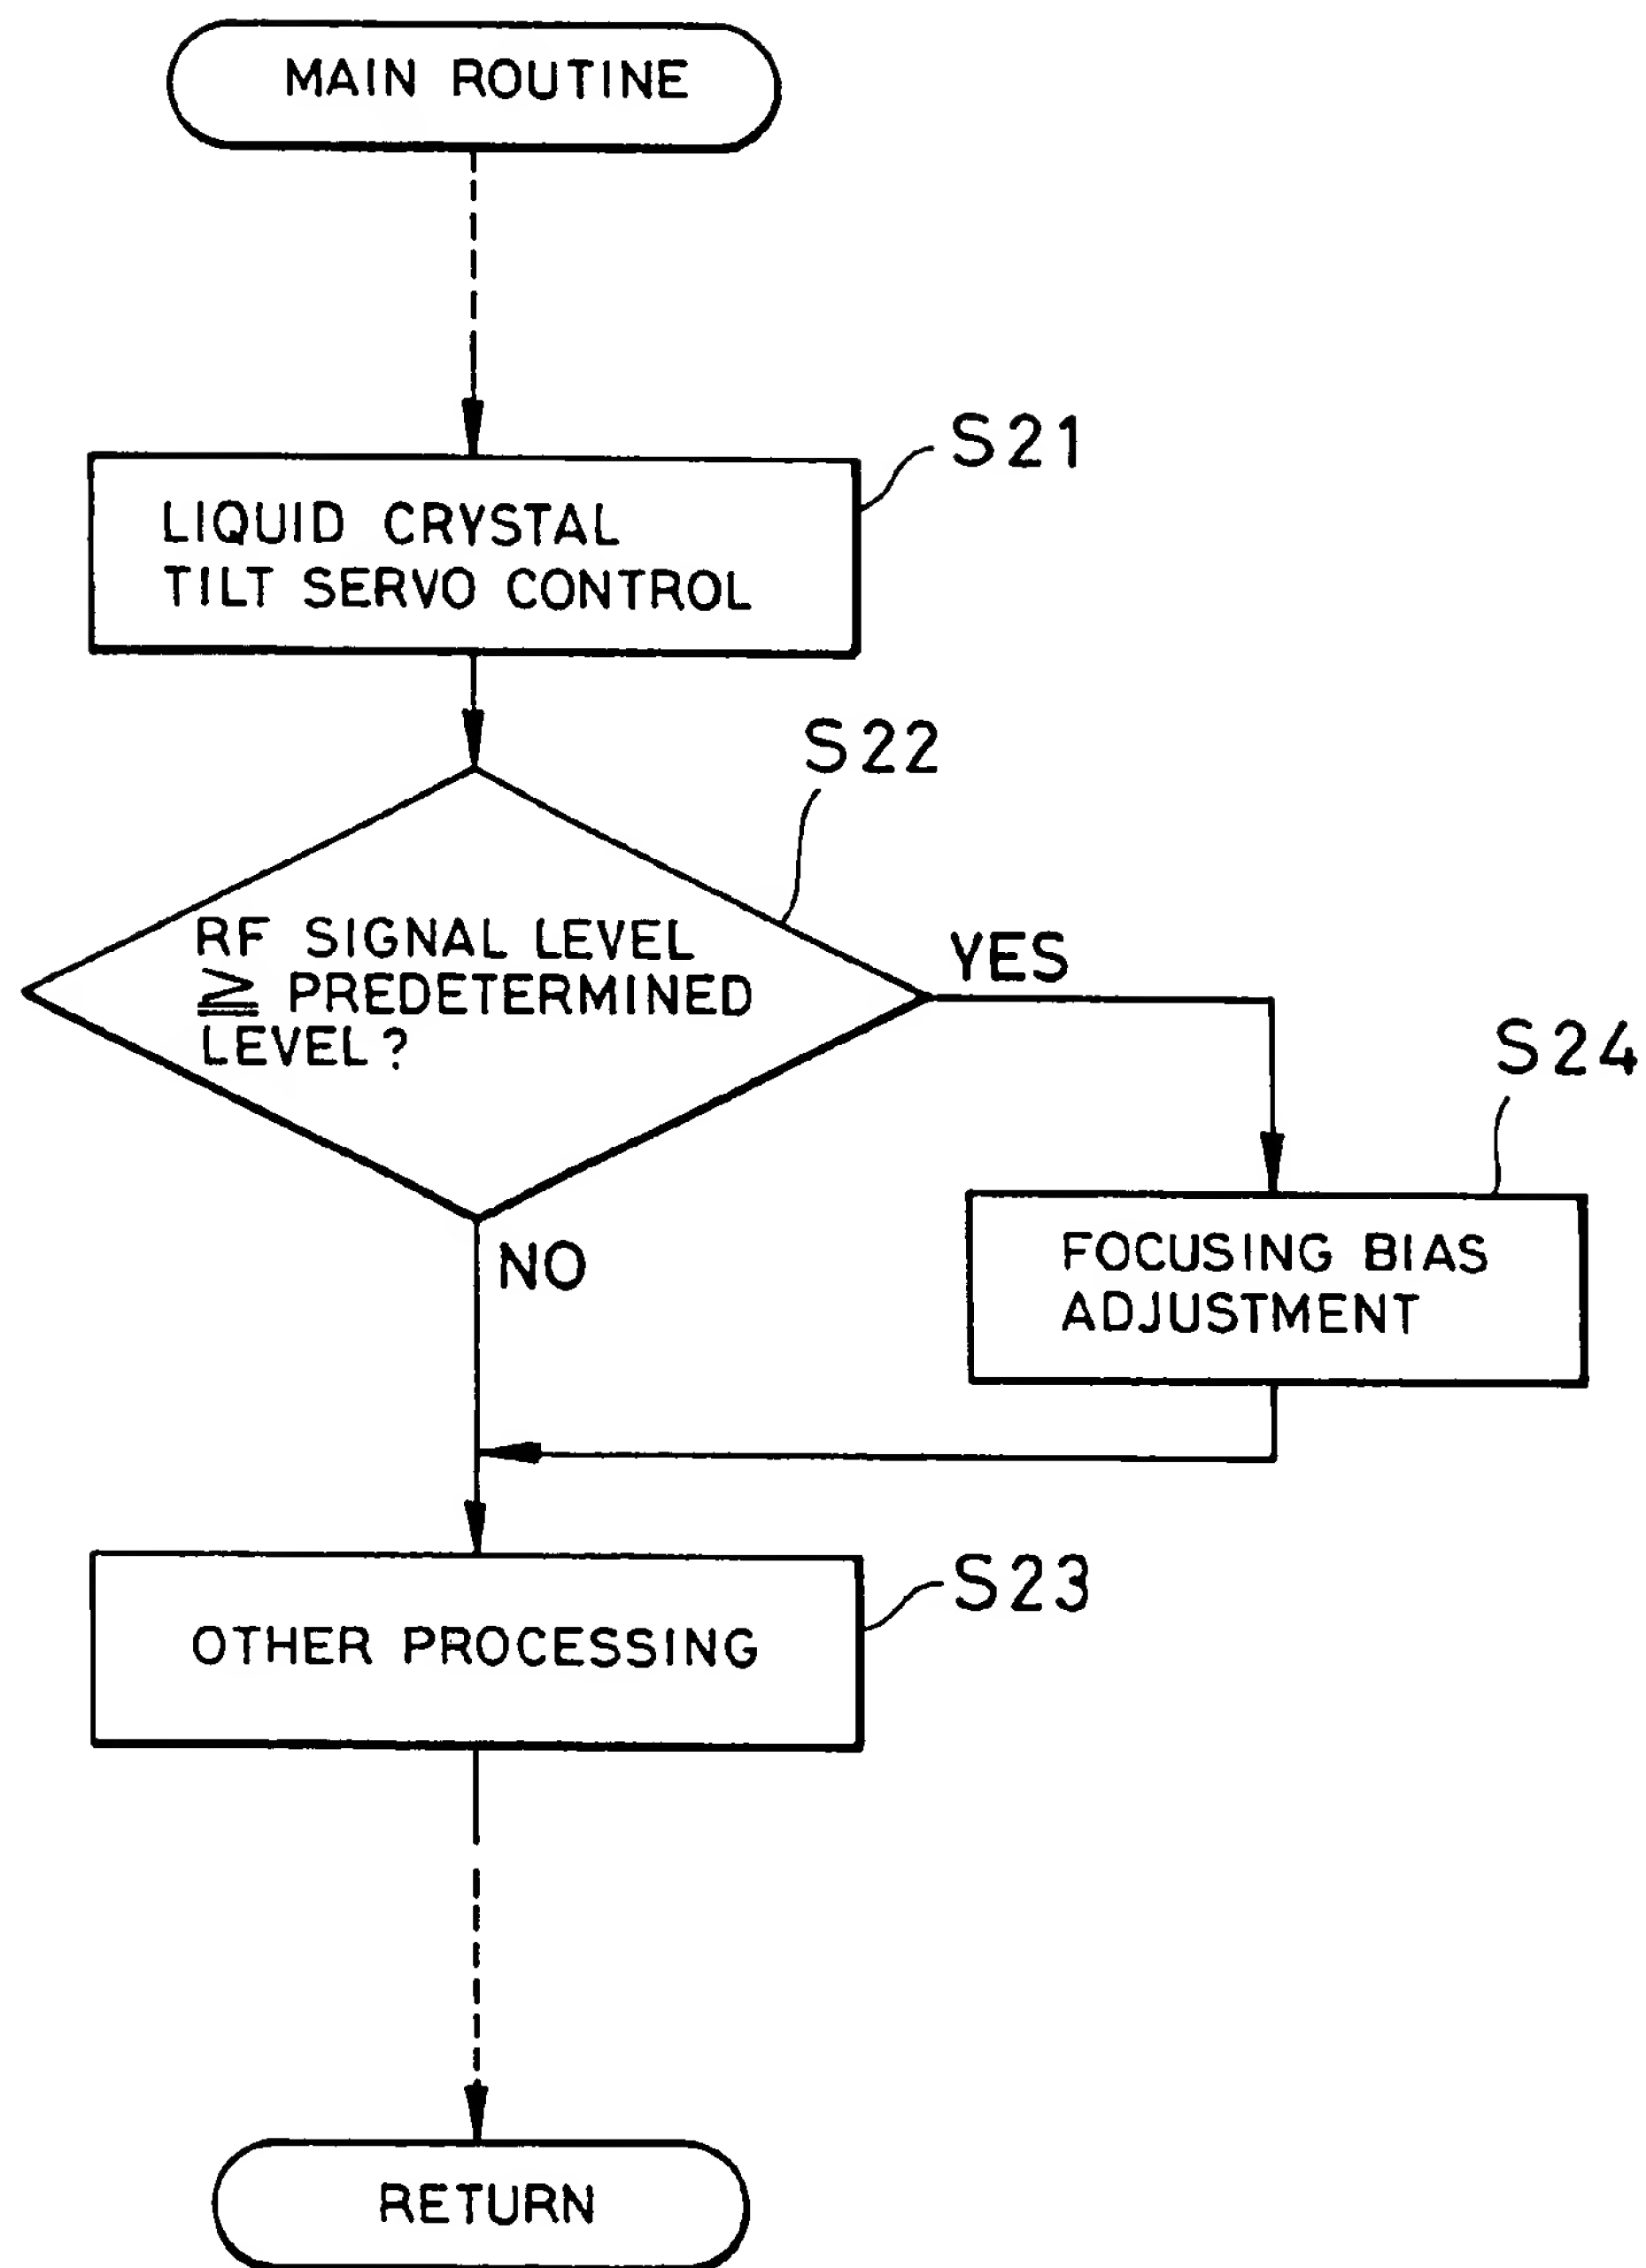 MAIN ROUTINE
S21
LIQUID CRYSTAL
TILT SERVO CONTROL
S22
RF SIGNAL LEVEL
≧ PREDETERMINED
LEVEL?
YES
NO
S24
FOCUSING BIAS
ADJUSTMENT
S23
OTHER PROCESSING
RETURN